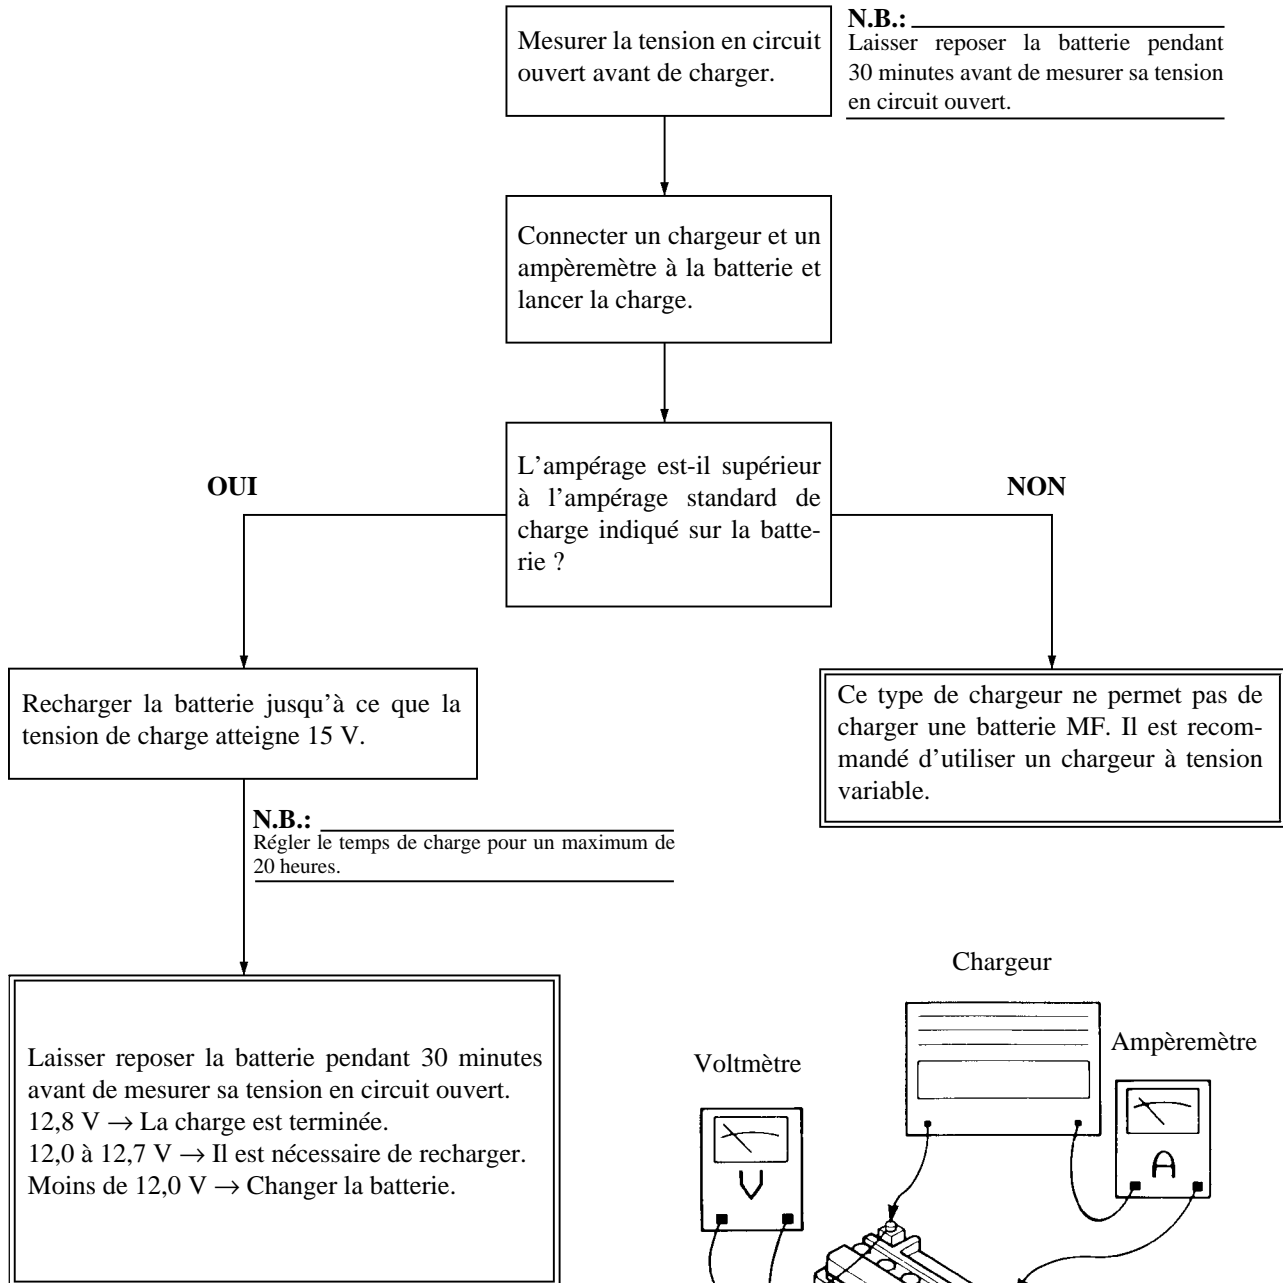 Mesurer la tension en circuit
ouvert avant de charger.
N.B.:
Laisser reposer la batterie pendant
30 minutes avant de mesurer sa tension
en circuit ouvert.
Connecter un chargeur et un
ampèremètre à la batterie et
lancer la charge.
L'ampérage est-il supérieur
à l'ampérage standard de
charge indiqué sur la batte-
rie ?
OUI
NON
Recharger la batterie jusqu'à ce que la
tension de charge atteigne 15 V.
Ce type de chargeur ne permet pas de
charger une batterie MF. Il est recom-
mandé d'utiliser un chargeur à tension
variable.
N.B.:
Régler le temps de charge pour un maximum de
20 heures.
Laisser reposer la batterie pendant 30 minutes
avant de mesurer sa tension en circuit ouvert.
12,8 V → La charge est terminée.
12,0 à 12,7 V → Il est nécessaire de recharger.
Moins de 12,0 V → Changer la batterie.
Chargeur
Voltmètre
Ampèremètre
V
A